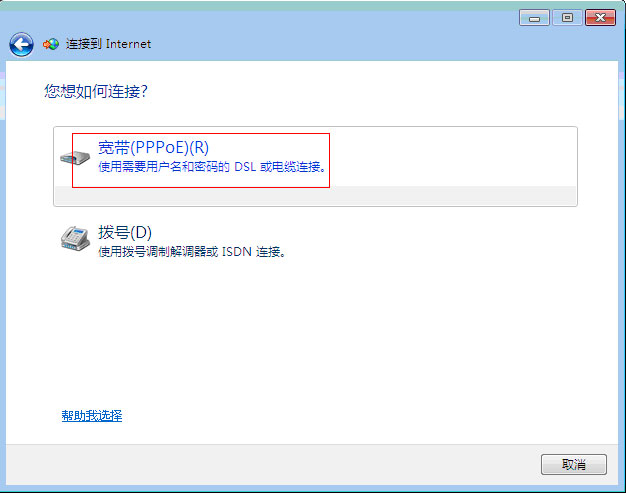 连接到 Internet
您想如何连接?
宽带(PPPoE)(R)
使用需要用户名和密码的 DSL 或电缆连接。
拨号(D)
使用拨号调制解调器或 ISDN 连接。
帮助我选择
取消